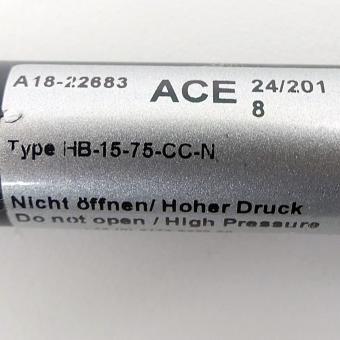 A18-22683 ACE 24/201
8
Type HB-15-75-CC-N
Nicht öffnen/ Hoher Druck
Do not open / High Pressure